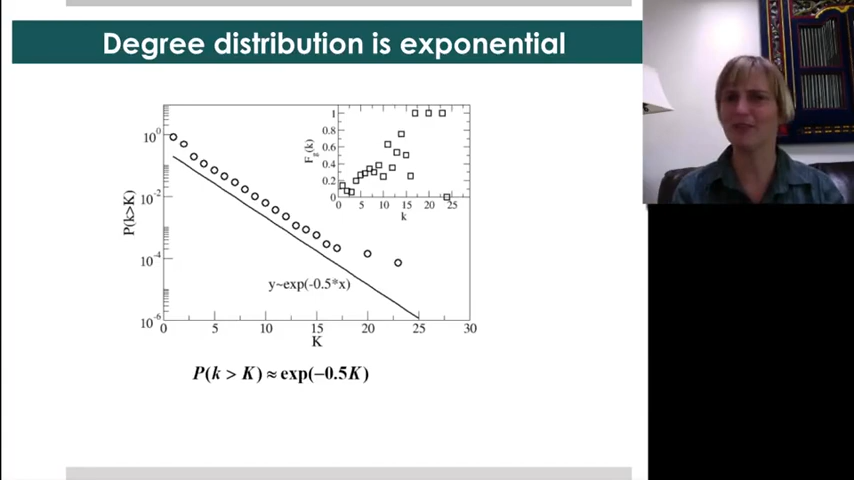 Degree distribution is exponential
10^0
10^-2
10^-4
10^-6
P(k>K)
0 5 10 15 20 25 30
K
y~exp(-0.5*x)
1
0.8
0.6
0.4
0.2
F_g(k)
0 5 10 15 20 25
k
P(k > K) ≈ exp(−0.5K)